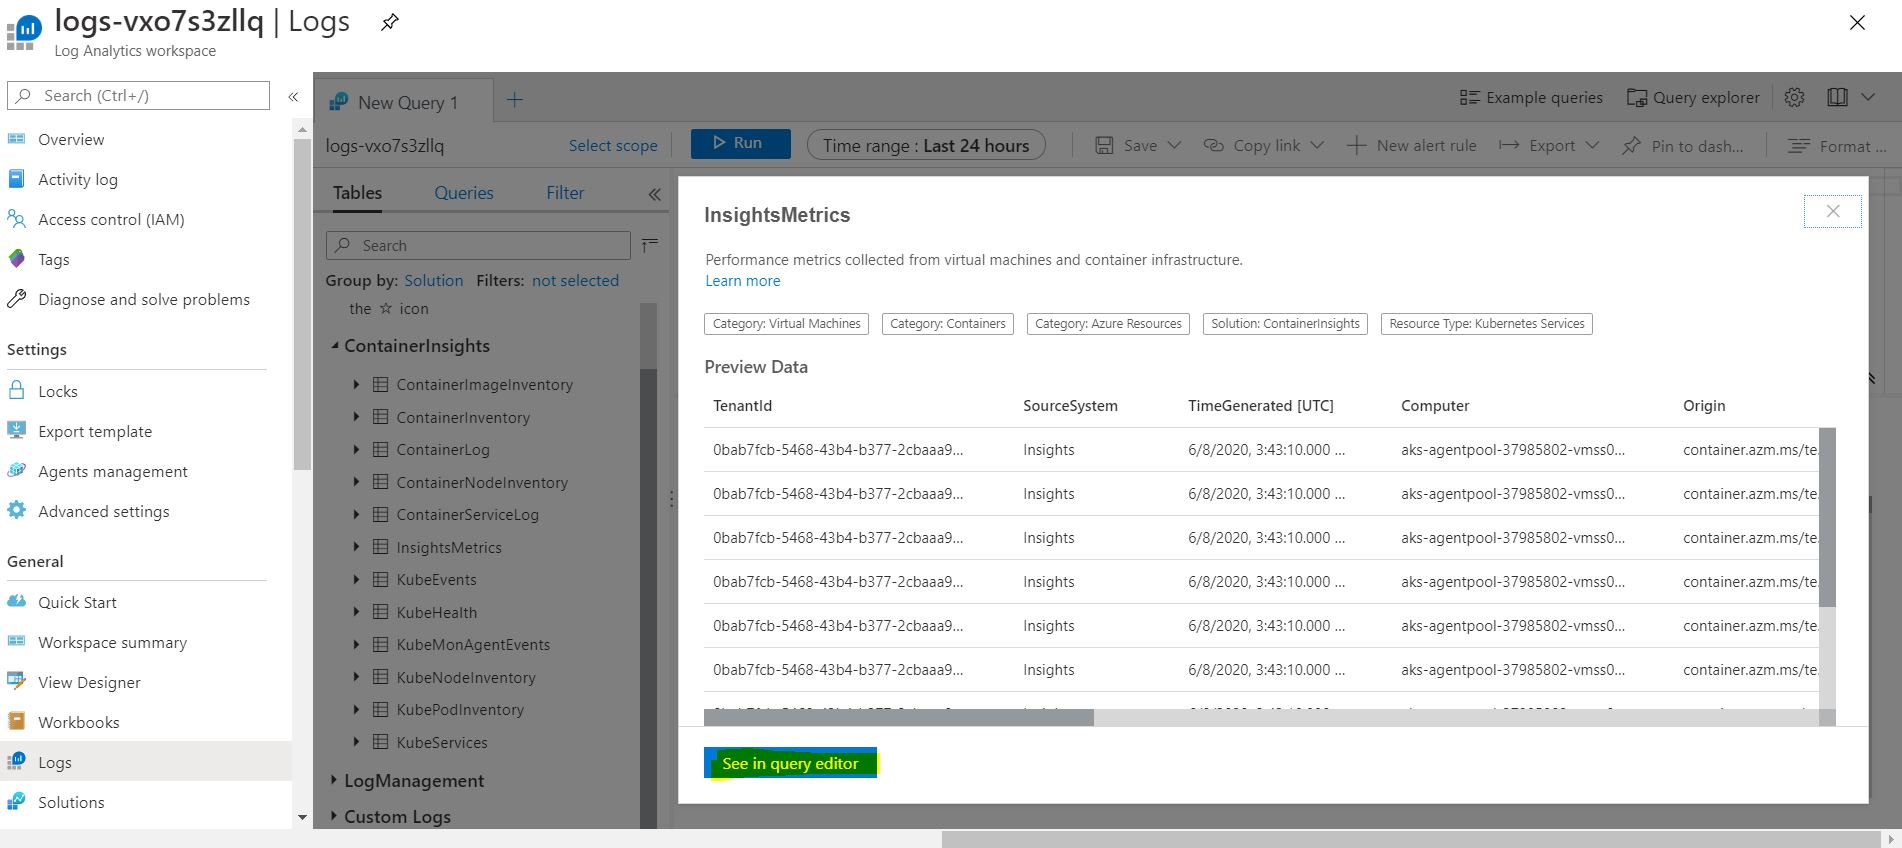 logs-vxo7s3zllq | Logs
Log Analytics workspace
Search (Ctrl+/)
«
Overview
Activity log
Access control (IAM)
Tags
Diagnose and solve problems
Settings
Locks
Export template
Agents management
Advanced settings
General
Quick Start
Workspace summary
View Designer
Workbooks
Logs
Solutions
New Query 1
Example queries
Query explorer
logs-vxo7s3zllq
Select scope
Run
Time range : Last 24 hours
Save
Copy link
New alert rule
Export
Pin to dash...
Format ...
Tables
Queries
Filter
«
Search
Group by: Solution Filters: not selected
the ☆ icon
ContainerInsights
ContainerImageInventory
ContainerInventory
ContainerLog
ContainerNodeInventory
ContainerServiceLog
InsightsMetrics
KubeEvents
KubeHealth
KubeMonAgentEvents
KubeNodeInventory
KubePodInventory
KubeServices
LogManagement
Custom Logs
InsightsMetrics
Performance metrics collected from virtual machines and container infrastructure.
Learn more
Category: Virtual Machines
Category: Containers
Category: Azure Resources
Solution: ContainerInsights
Resource Type: Kubernetes Services
Preview Data
TenantId SourceSystem TimeGenerated [UTC] Computer Origin
0bab7fcb-5468-43b4-b377-2cbaaa9... Insights 6/8/2020, 3:43:10.000 ... aks-agentpool-37985802-vmss0... container.azm.ms/te.
0bab7fcb-5468-43b4-b377-2cbaaa9... Insights 6/8/2020, 3:43:10.000 ... aks-agentpool-37985802-vmss0... container.azm.ms/te.
0bab7fcb-5468-43b4-b377-2cbaaa9... Insights 6/8/2020, 3:43:10.000 ... aks-agentpool-37985802-vmss0... container.azm.ms/te.
0bab7fcb-5468-43b4-b377-2cbaaa9... Insights 6/8/2020, 3:43:10.000 ... aks-agentpool-37985802-vmss0... container.azm.ms/te.
0bab7fcb-5468-43b4-b377-2cbaaa9... Insights 6/8/2020, 3:43:10.000 ... aks-agentpool-37985802-vmss0... container.azm.ms/te.
0bab7fcb-5468-43b4-b377-2cbaaa9... Insights 6/8/2020, 3:43:10.000 ... aks-agentpool-37985802-vmss0... container.azm.ms/te.
See in query editor